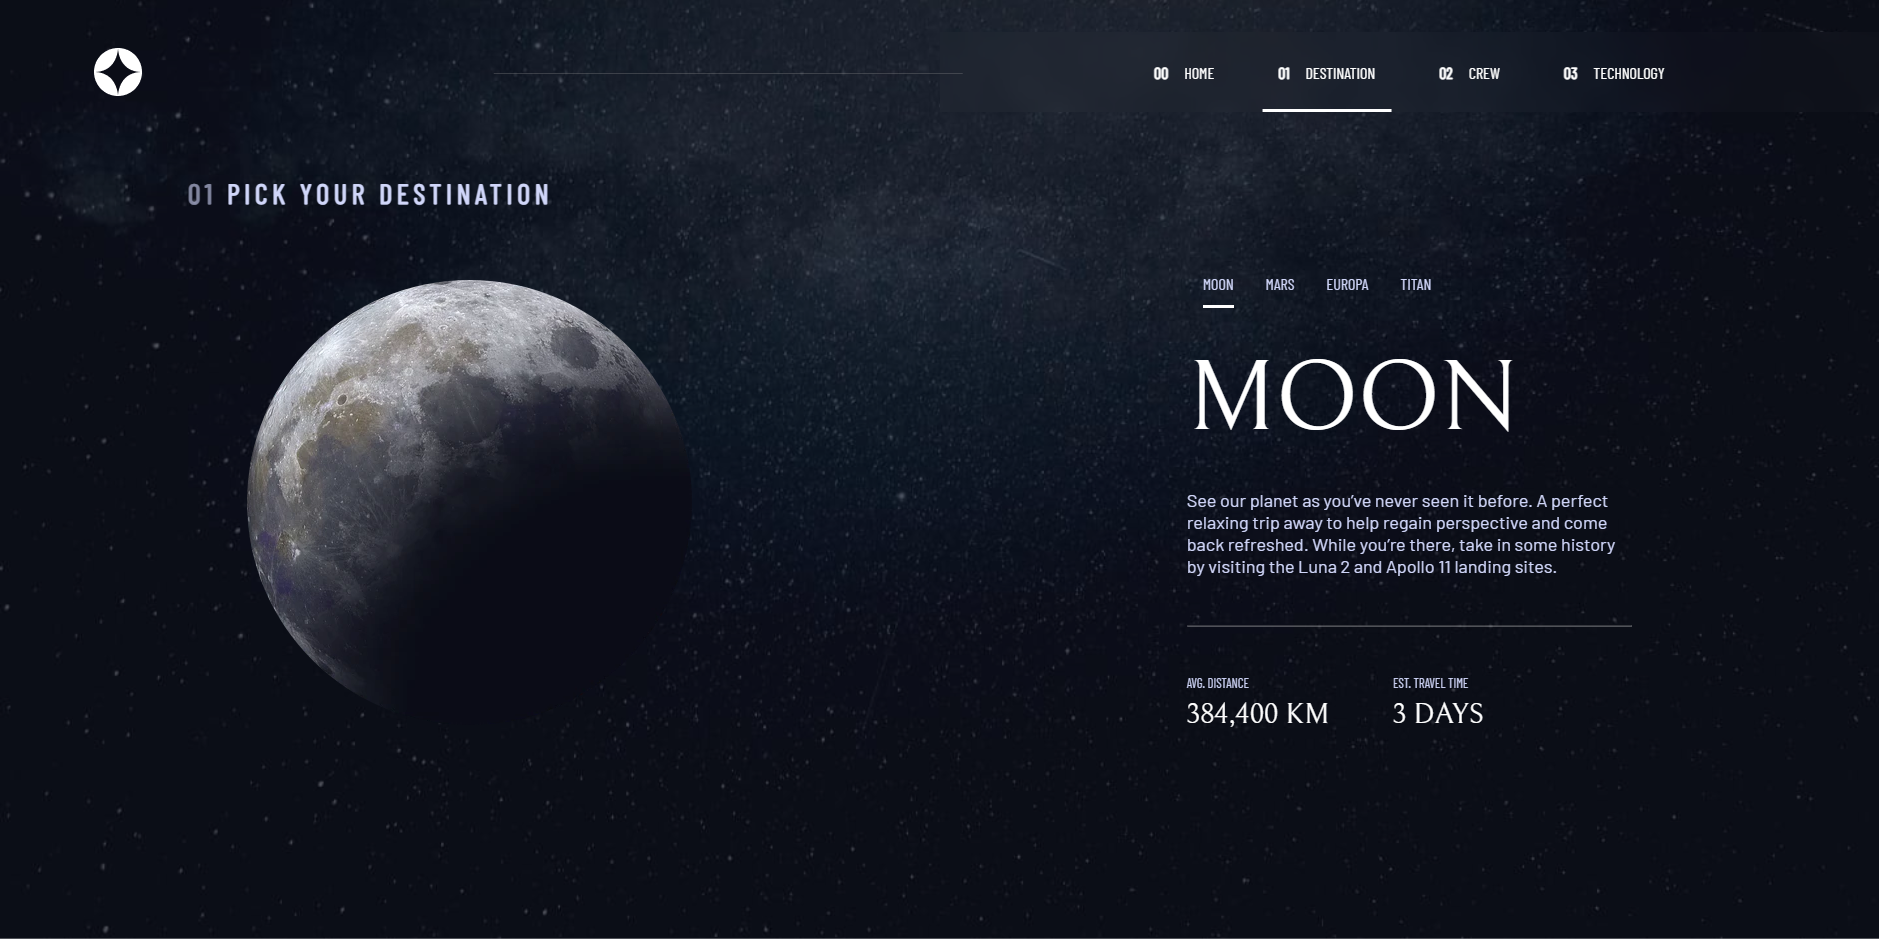 00 HOME 01 DESTINATION 02 CREW 03 TECHNOLOGY
01 PICK YOUR DESTINATION
MOON MARS EUROPA TITAN
MOON
See our planet as you’ve never seen it before. A perfect
relaxing trip away to help regain perspective and come
back refreshed. While you’re there, take in some history
by visiting the Luna 2 and Apollo 11 landing sites.
AVG. DISTANCE
384,400 KM
EST. TRAVEL TIME
3 DAYS